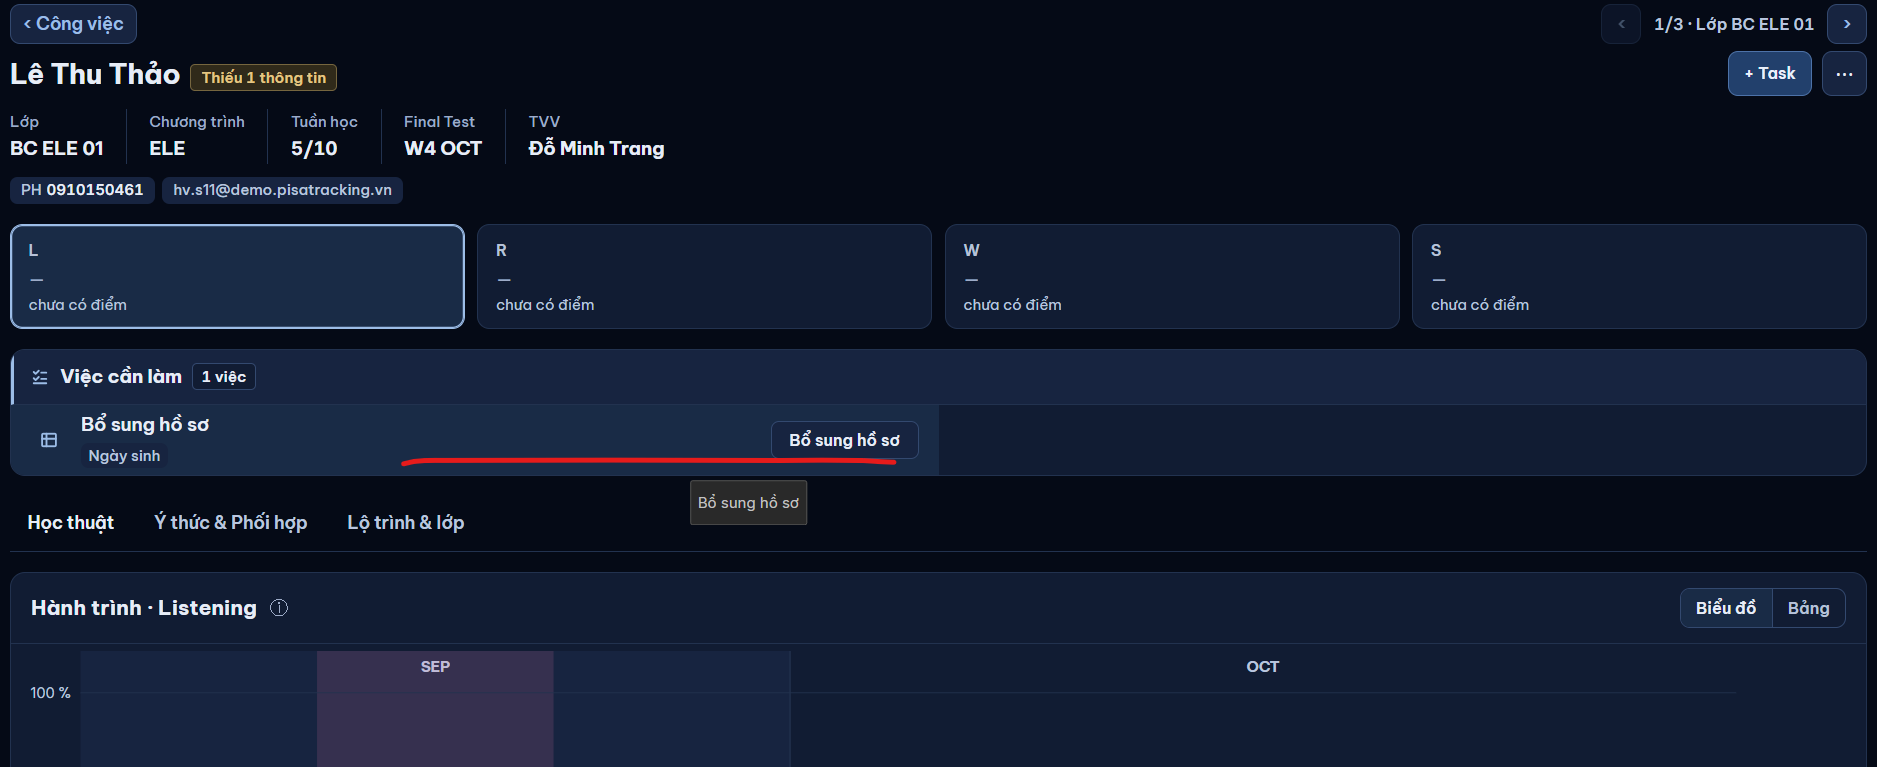 ‹ Công việc
‹ 1/3 · Lớp BC ELE 01 ›
Lê Thu Thảo Thiếu 1 thông tin
+ Task ...
Lớp Chương trình Tuần học Final Test TVV
BC ELE 01 ELE 5/10 W4 OCT Đỗ Minh Trang
PH 0910150461 hv.s11@demo.pisatracking.vn
L R W S
— — — —
chưa có điểm chưa có điểm chưa có điểm chưa có điểm
Việc cần làm 1 việc
Bổ sung hồ sơ
Ngày sinh
Bổ sung hồ sơ
Bổ sung hồ sơ
Học thuật Ý thức & Phối hợp Lộ trình & lớp
Hành trình · Listening ⓘ
Biểu đồ Bảng
SEP OCT
100 %